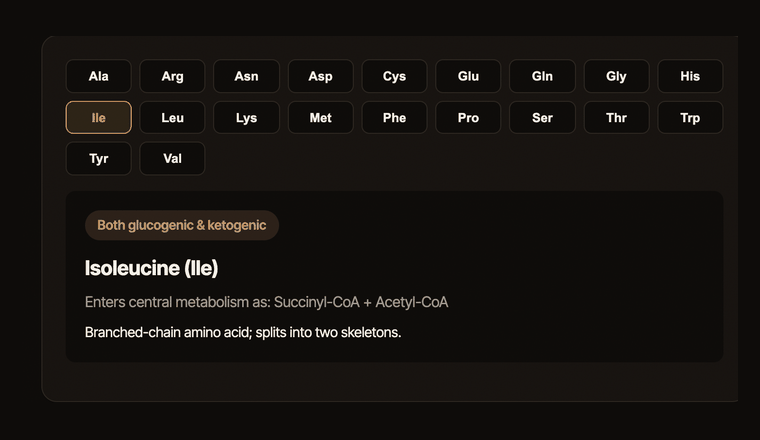 Ala Arg Asn Asp Cys Glu Gln Gly His
Ile Leu Lys Met Phe Pro Ser Thr Trp
Tyr Val
Both glucogenic & ketogenic
Isoleucine (Ile)
Enters central metabolism as: Succinyl-CoA + Acetyl-CoA
Branched-chain amino acid; splits into two skeletons.